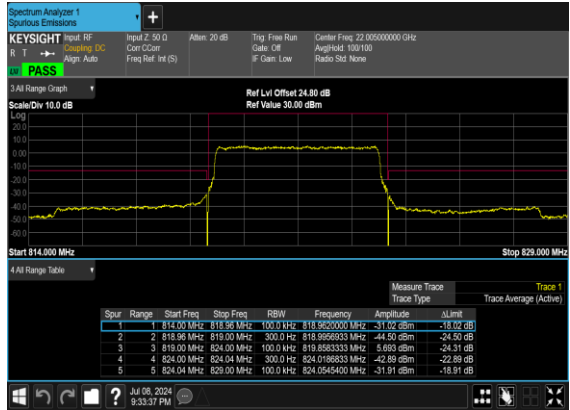 Spectrum Analyzer 1
Spurious Emissions
KEYSIGHT Input: RF Input Z: 50 Ω Atten: 20 dB Trig: Free Run Center Freq: 22.005000000 GHz
R T Coupling: DC Corr CCorr Gate: Off Avg|Hold: 100/100
Align: Auto Freq Ref: Int (S) IF Gain: Low Radio Std: None
PASS
3 All Range Graph Ref Lvl Offset 24.80 dB
Scale/Div 10.0 dB Ref Value 30.00 dBm
Log
20.0
10.0
0.00
-10.0
-20.0
-30.0
-40.0
-50.0
-60.0
Start 814.000 MHz Stop 829.000 MHz
4 All Range Table
Measure Trace Trace 1
Trace Type Trace Average (Active)
Spur Range Start Freq Stop Freq RBW Frequency Amplitude ΔLimit
1 1 814.00 MHz 818.96 MHz 100.0 kHz 818.9620000 MHz -31.02 dBm -18.02 dB
2 2 818.96 MHz 819.00 MHz 300.0 Hz 818.9956933 MHz -44.50 dBm -24.50 dB
3 3 819.00 MHz 824.00 MHz 100.0 kHz 819.8583333 MHz 5.693 dBm -24.31 dB
4 4 824.00 MHz 824.04 MHz 300.0 Hz 824.0186833 MHz -42.89 dBm -22.89 dB
5 5 824.04 MHz 829.00 MHz 100.0 kHz 824.0545400 MHz -31.91 dBm -18.91 dB
Jul 08, 2024
9:33:37 PM